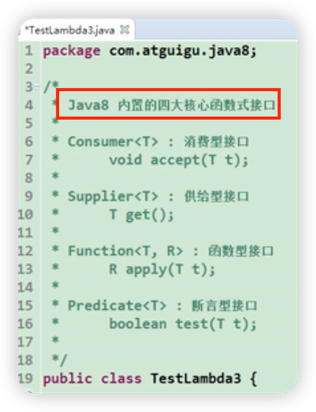 *TestLambda3.java
1 package com.atguigu.java8;
2
3 /*
4 * Java8 内置的四大核心函数式接口
5 *
6 * Consumer<T> : 消费型接口
7 * void accept(T t);
8 *
9 * Supplier<T> : 供给型接口
10 * T get();
11 *
12 * Function<T, R> : 函数型接口
13 * R apply(T t);
14 *
15 * Predicate<T> : 断言型接口
16 * boolean test(T t);
17 *
18 */
19 public class TestLambda3 {